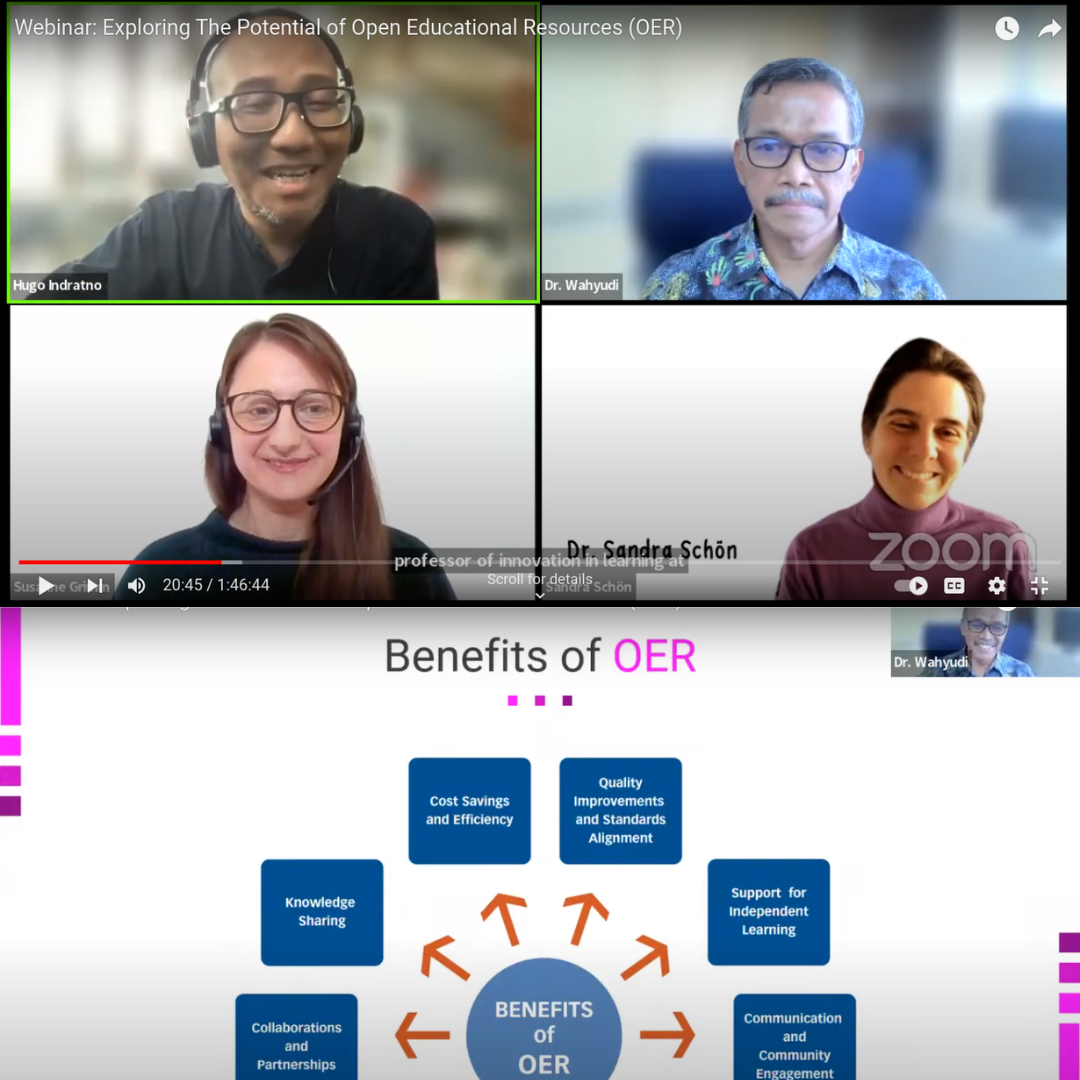 Webinar: Exploring The Potential of Open Educational Resources (OER)
Hugo Indratno
Dr. Wahyudi
Dr. Sandra Schön
zoom
professor of innovation in learning at
Scroll for details
20:45 / 1:46:44
CC
Sandra Schön
Benefits of OER
Dr. Wahyudi
Cost Savings
and Efficiency
Quality
Improvements
and Standards
Alignment
Knowledge
Sharing
Support for
Independent
Learning
Collaborations
and
Partnerships
BENEFITS
of
OER
Communication
and
Community
Engagement